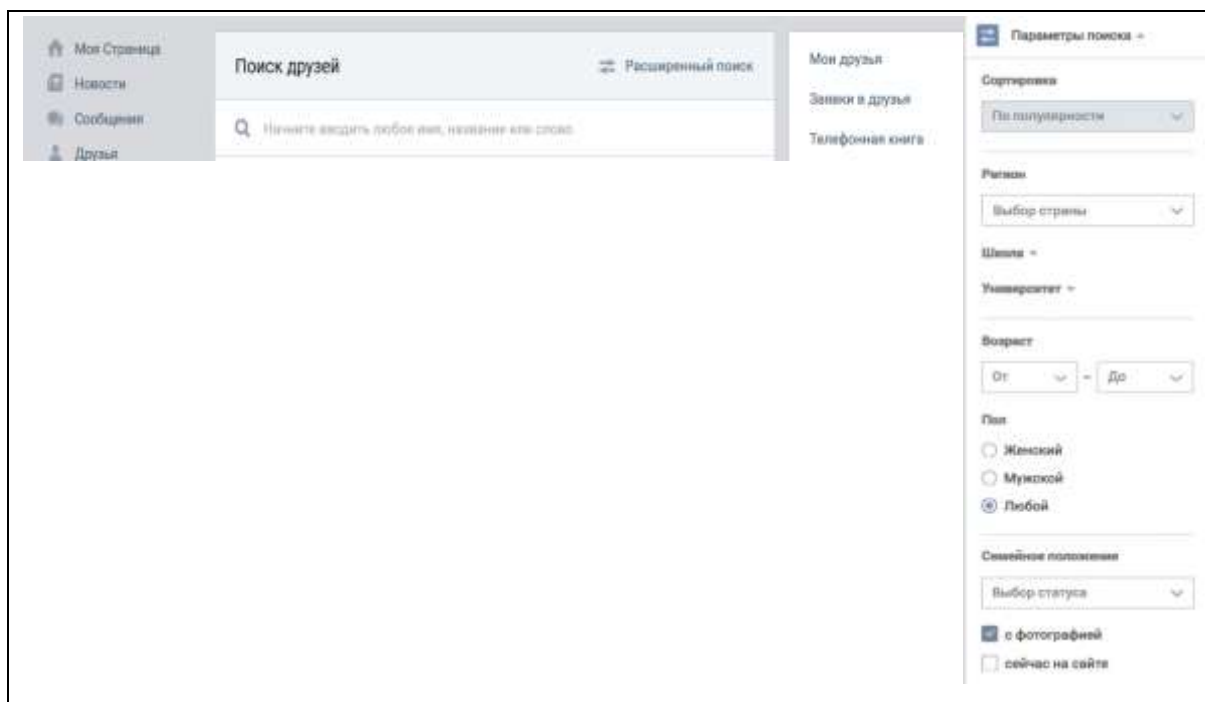 Моя Страница
Новости
Сообщения
Друзья
Поиск друзей
Расширенный поиск
Начните вводить любое имя, название или слово
Мои друзья
Заявки в друзья
Телефонная книга
Параметры поиска
Сортировка
По популярности
Регион
Выбор страны
Школа
Университет
Возраст
От – До
Пол
Женский
Мужской
Любой
Семейное положение
Выбор статуса
с фотографией
сейчас на сайте